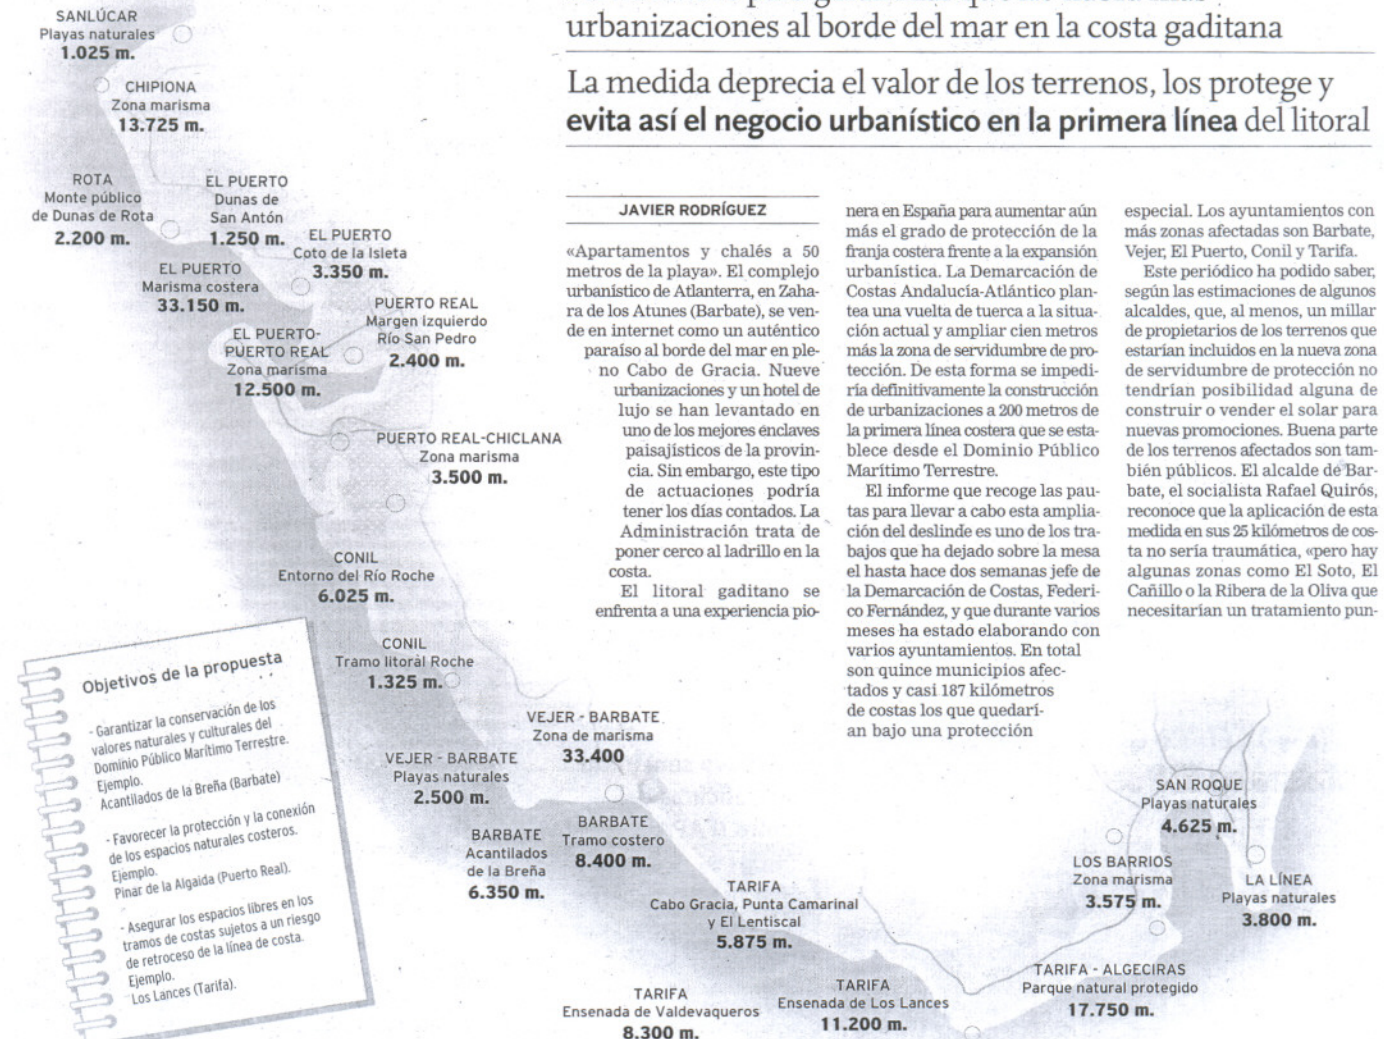 urbanizaciones al borde del mar en la costa gaditana
La medida deprecia el valor de los terrenos, los protege y
evita así el negocio urbanístico en la primera línea del litoral
JAVIER RODRÍGUEZ
«Apartamentos y chalés a 50
metros de la playa». El complejo
urbanístico de Atlanterra, en Zaha-
ra de los Atunes (Barbate), se ven-
de en internet como un auténtico
paraíso al borde del mar en ple-
no Cabo de Gracia. Nueve
urbanizaciones y un hotel de
lujo se han levantado en
uno de los mejores enclaves
paisajísticos de la provin-
cia. Sin embargo, este tipo
de actuaciones podría
tener los días contados. La
Administración trata de
poner cerco al ladrillo en la
costa.
El litoral gaditano se
enfrenta a una experiencia pio-
nera en España para aumentar aún
más el grado de protección de la
franja costera frente a la expansión
urbanística. La Demarcación de
Costas Andalucía-Atlántico plan-
tea una vuelta de tuerca a la situa-
ción actual y ampliar cien metros
más la zona de servidumbre de pro-
tección. De esta forma se impedi-
ría definitivamente la construcción
de urbanizaciones a 200 metros de
la primera línea costera que se esta-
blece desde el Dominio Público
Marítimo Terrestre.
El informe que recoge las pau-
tas para llevar a cabo esta amplia-
ción del deslinde es uno de los tra-
bajos que ha dejado sobre la mesa
el hasta hace dos semanas jefe de
la Demarcación de Costas, Federi-
co Fernández, y que durante varios
meses ha estado elaborando con
varios ayuntamientos. En total
son quince municipios afec-
tados y casi 187 kilómetros
de costas los que quedarí-
an bajo una protección
especial. Los ayuntamientos con
más zonas afectadas son Barbate,
Vejer, El Puerto, Conil y Tarifa.
Este periódico ha podido saber,
según las estimaciones de algunos
alcaldes, que, al menos, un millar
de propietarios de los terrenos que
estarían incluidos en la nueva zona
de servidumbre de protección no
tendrían posibilidad alguna de
construir o vender el solar para
nuevas promociones. Buena parte
de los terrenos afectados son tam-
bién públicos. El alcalde de Bar-
bate, el socialista Rafael Quirós,
reconoce que la aplicación de esta
medida en sus 25 kilómetros de cos-
ta no sería traumática, «pero hay
algunas zonas como El Soto, El
Cañillo o la Ribera de la Oliva que
necesitarían un tratamiento pun-
SANLÚCAR
Playas naturales
1.025 m.
CHIPIONA
Zona marisma
13.725 m.
ROTA
Monte público
de Dunas de Rota
2.200 m.
EL PUERTO
Dunas de
San Antón
1.250 m.
EL PUERTO
Coto de la Isleta
3.350 m.
EL PUERTO
Marisma costera
33.150 m.
PUERTO REAL
Margen izquierdo
Río San Pedro
2.400 m.
EL PUERTO-
PUERTO REAL
Zona marisma
12.500 m.
PUERTO REAL-CHICLANA
Zona marisma
3.500 m.
CONIL
Entorno del Río Roche
6.025 m.
CONIL
Tramo litoral Roche
1.325 m.
VEJER - BARBATE
Zona de marisma
33.400
VEJER - BARBATE
Playas naturales
2.500 m.
BARBATE
Acantilados
de la Breña
6.350 m.
BARBATE
Tramo costero
8.400 m.
TARIFA
Cabo Gracia, Punta Camarinal
y El Lentiscal
5.875 m.
TARIFA
Ensenada de Valdevaqueros
8.300 m.
TARIFA
Ensenada de Los Lances
11.200 m.
TARIFA - ALGECIRAS
Parque natural protegido
17.750 m.
LOS BARRIOS
Zona marisma
3.575 m.
SAN ROQUE
Playas naturales
4.625 m.
LA LÍNEA
Playas naturales
3.800 m.
Objetivos de la propuesta
- Garantizar la conservación de los
valores naturales y culturales del
Dominio Público Marítimo Terrestre.
Ejemplo.
Acantilados de la Breña (Barbate)
- Favorecer la protección y la conexión
de los espacios naturales costeros.
Ejemplo.
Pinar de la Algaida (Puerto Real).
- Asegurar los espacios libres en los
tramos de costas sujetos a un riesgo
de retroceso de la línea de costa.
Ejemplo.
Los Lances (Tarifa).